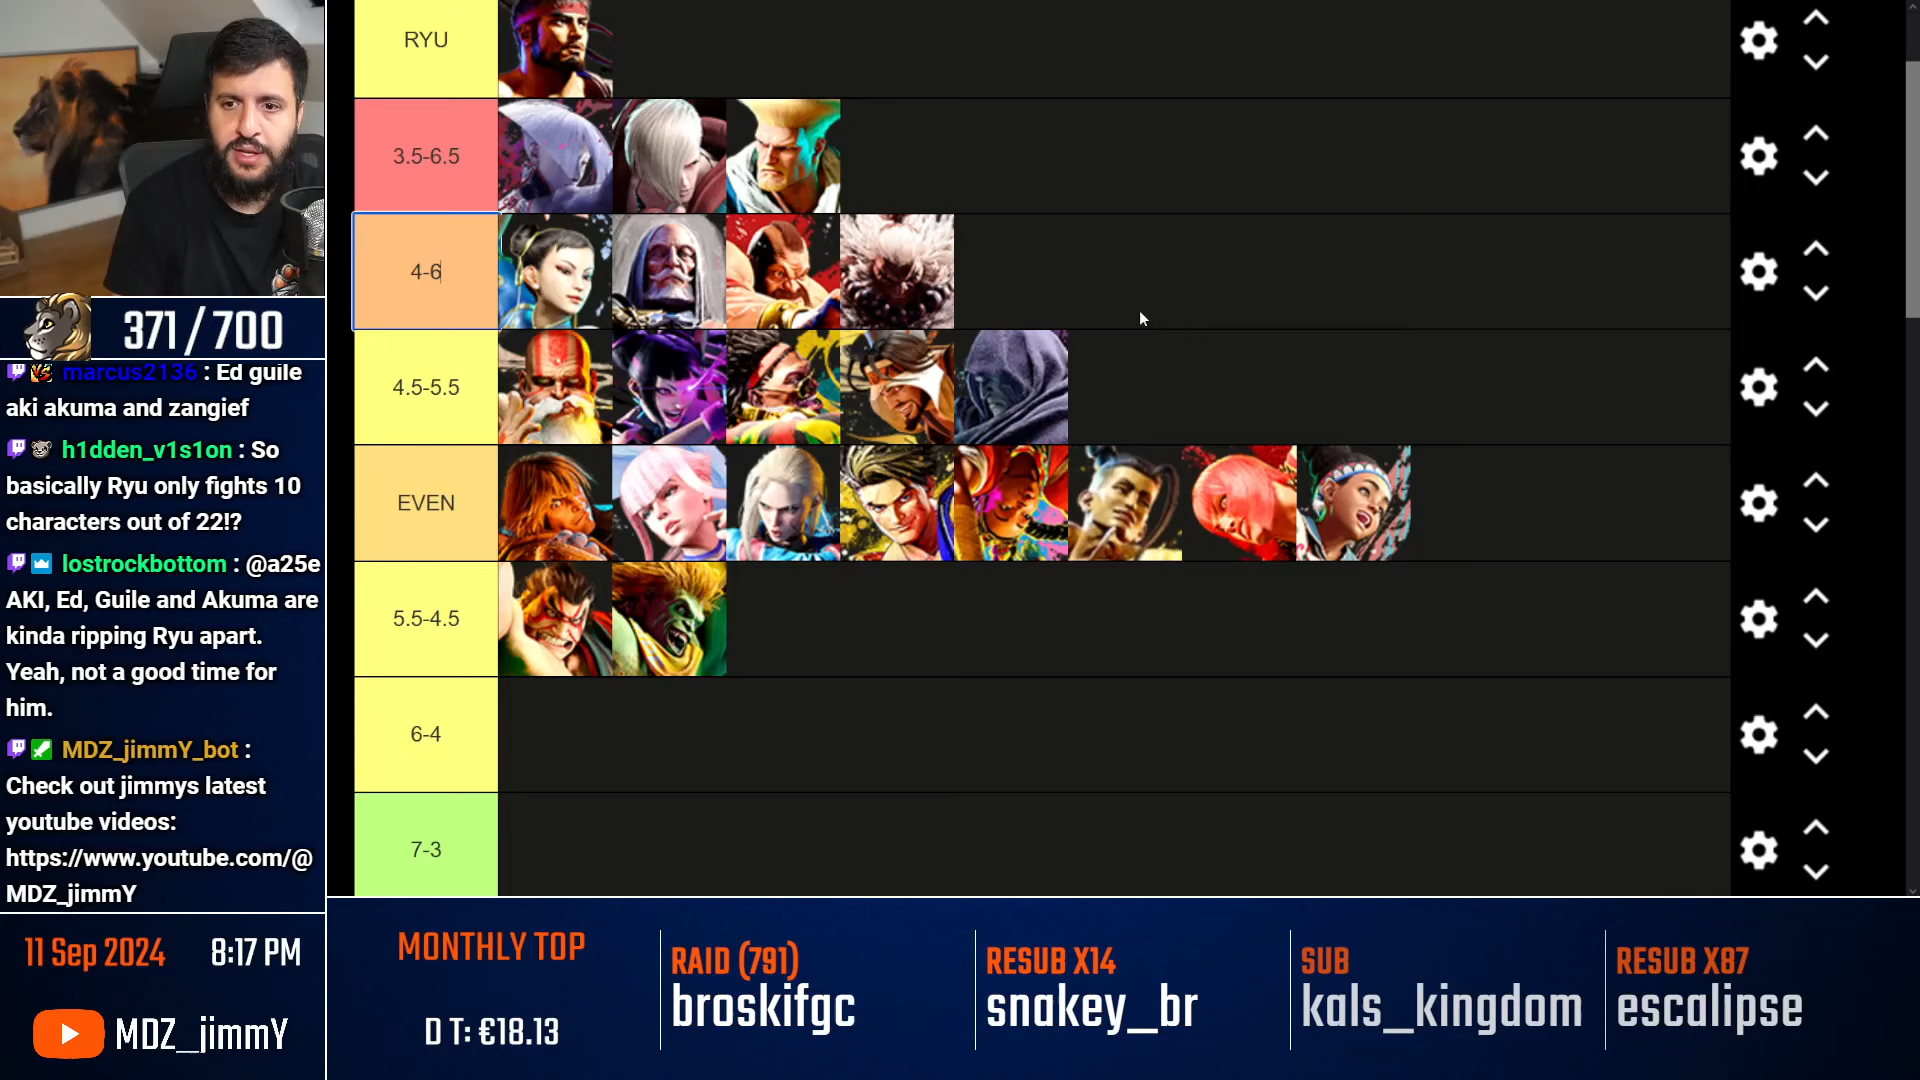 RYU
3.5-6.5
4-6
4.5-5.5
EVEN
5.5-4.5
6-4
7-3
371/700
marcus2136 : Ed guile
aki akuma and zangief
h1dden_v1s1on : So
basically Ryu only fights 10
characters out of 22!?
lostrockbottom : @a25e
AKI, Ed, Guile and Akuma are
kinda ripping Ryu apart.
Yeah, not a good time for
him.
MDZ_jimmY_bot :
Check out jimmys latest
youtube videos:
https://www.youtube.com/@
MDZ_jimmY
11 Sep 2024 8:17 PM
MDZ_jimmY
MONTHLY TOP
D T: €18.13
RAID (791)
broskifgc
RESUB X14
snakey_br
SUB
kals_kingdom
RESUB X87
escalipse